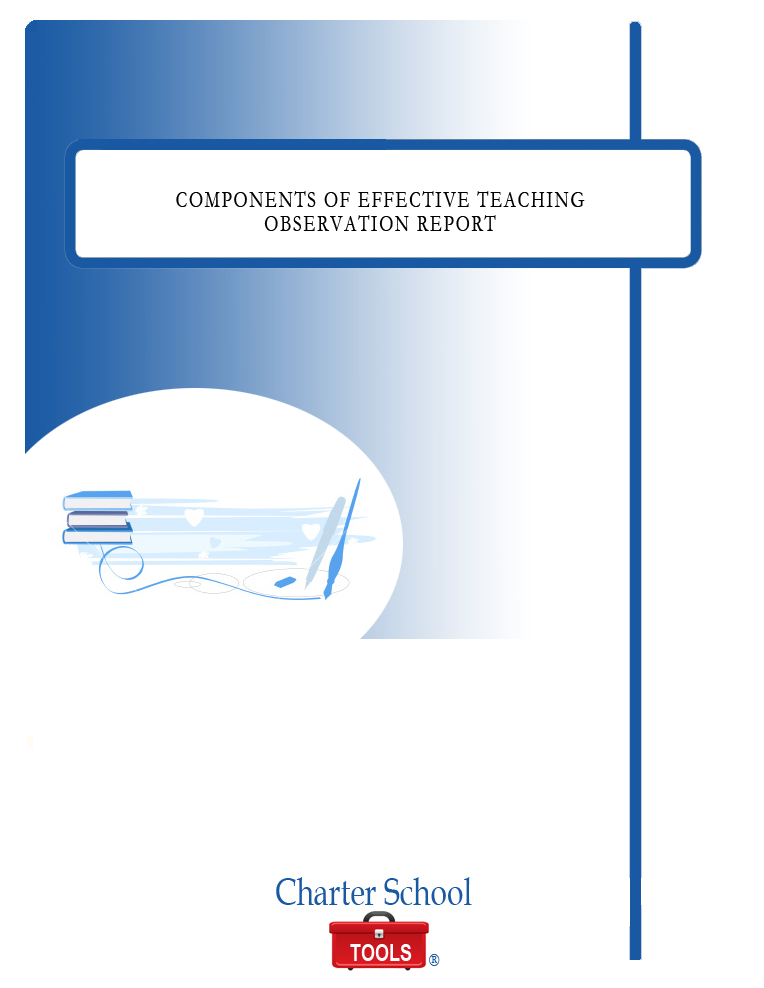 COMPONENTS OF EFFECTIVE TEACHING
OBSERVATION REPORT
Charter School
TOOLS ®